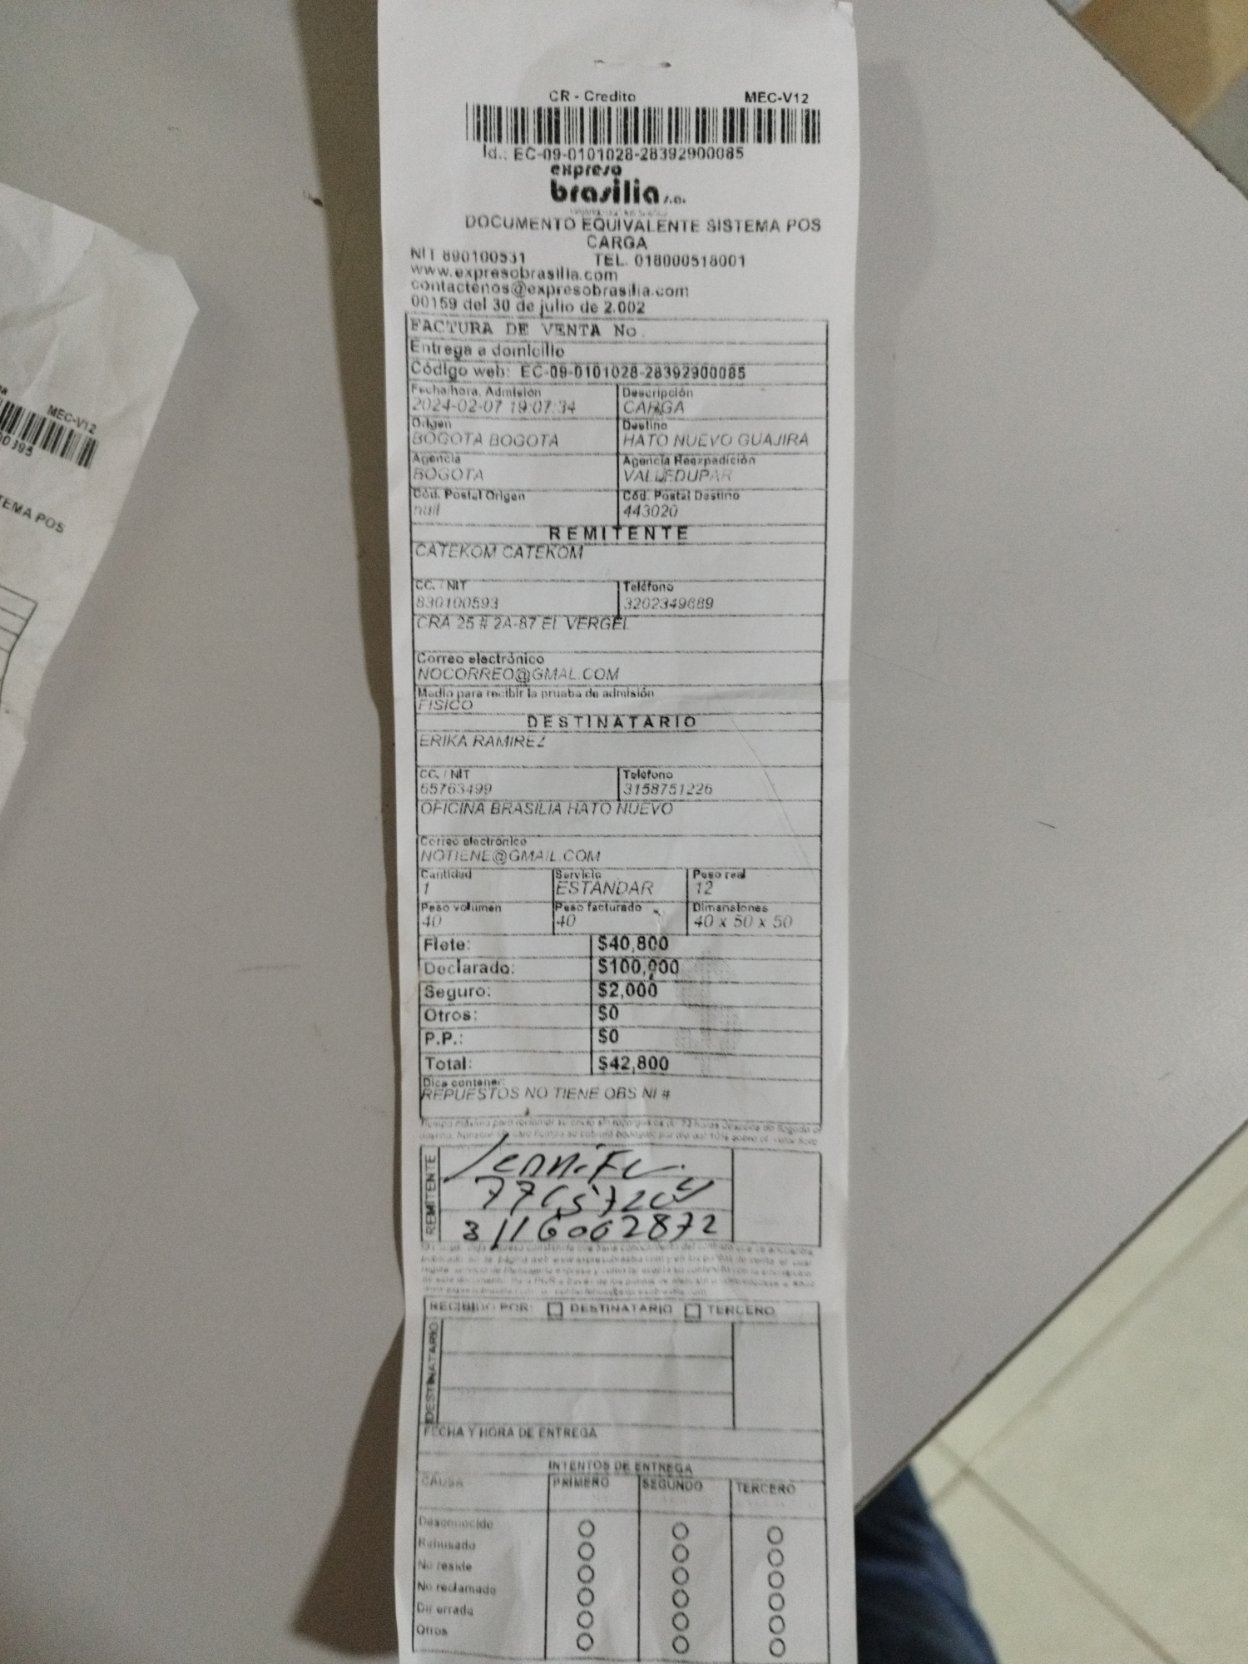 CR - Credito MEC-V12
Id.: EC-09-0101028-28392900085
expreso
brasilia s.a.
DOCUMENTO EQUIVALENTE SISTEMA POS
CARGA
NIT 890100531 TEL. 018000518001
www.expresobrasilia.com
contactenos@expresobrasilia.com
00159 del 30 de julio de 2.002
FACTURA DE VENTA No.
Entrega a domicilio
Código web: EC-09-0101028-28392900085
Fecha/hora, Admisión Descripción
2024-02-07 19:07:34 CARGA
Origen Destino
BOGOTA BOGOTA HATO NUEVO GUAJIRA
Agencia Agencia Reexpedición
BOGOTA VALLEDUPAR
Cód. Postal Origen Cód. Postal Destino
null 443020
REMITENTE
CATEKOM CATEKOM
CC. / NIT Teléfono
830100593 3202349689
CRA 25 # 2A-87 EL VERGEL
Correo electrónico
NOCORREO@GMAL.COM
Medio para recibir la prueba de admisión
FISICO
DESTINATARIO
ERIKA RAMIREZ
CC. / NIT Teléfono
65763499 3158751226
OFICINA BRASILIA HATO NUEVO
Correo electrónico
NOTIENE@GMAIL.COM
Cantidad Servicio Peso real
1 ESTANDAR 12
Peso volumen Peso facturado Dimensiones
40 40 40 x 50 x 50
Flete: $40,800
Declarado: $100,000
Seguro: $2,000
Otros: $0
P.P.: $0
Total: $42,800
Dice contener:
REPUESTOS NO TIENE OBS NI #
REMITENTE
3116002872
RECIBIDO POR: DESTINATARIO TERCERO
DESTINATARIO
FECHA Y HORA DE ENTREGA
INTENTOS DE ENTREGA
CAUSA PRIMERO SEGUNDO TERCERO
Desconocido
Rehusado
No reside
No reclamado
Dir errada
Otros
MEC-V12
TEMA POS